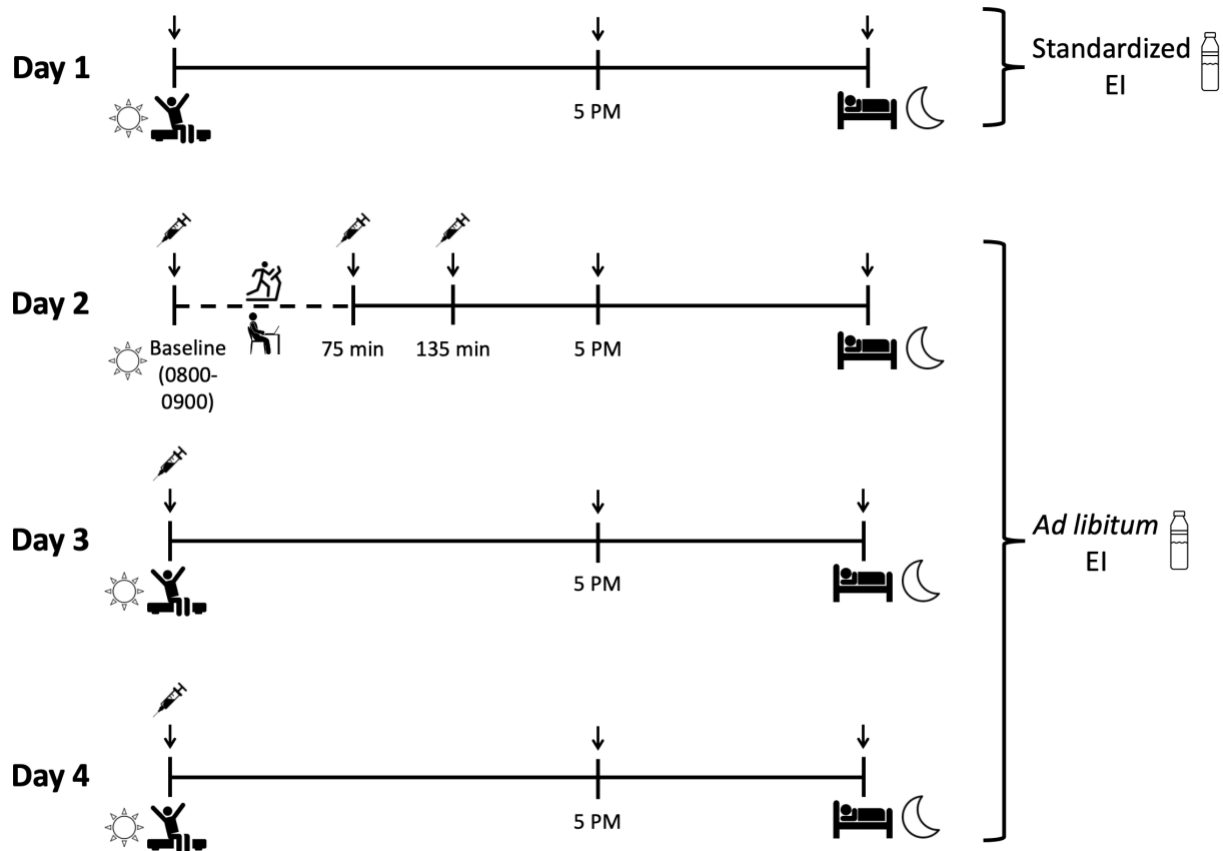 Day 1
5 PM
Standardized
EI
Day 2
Baseline
(0800-
0900)
75 min
135 min
5 PM
Day 3
5 PM
Ad libitum
EI
Day 4
5 PM